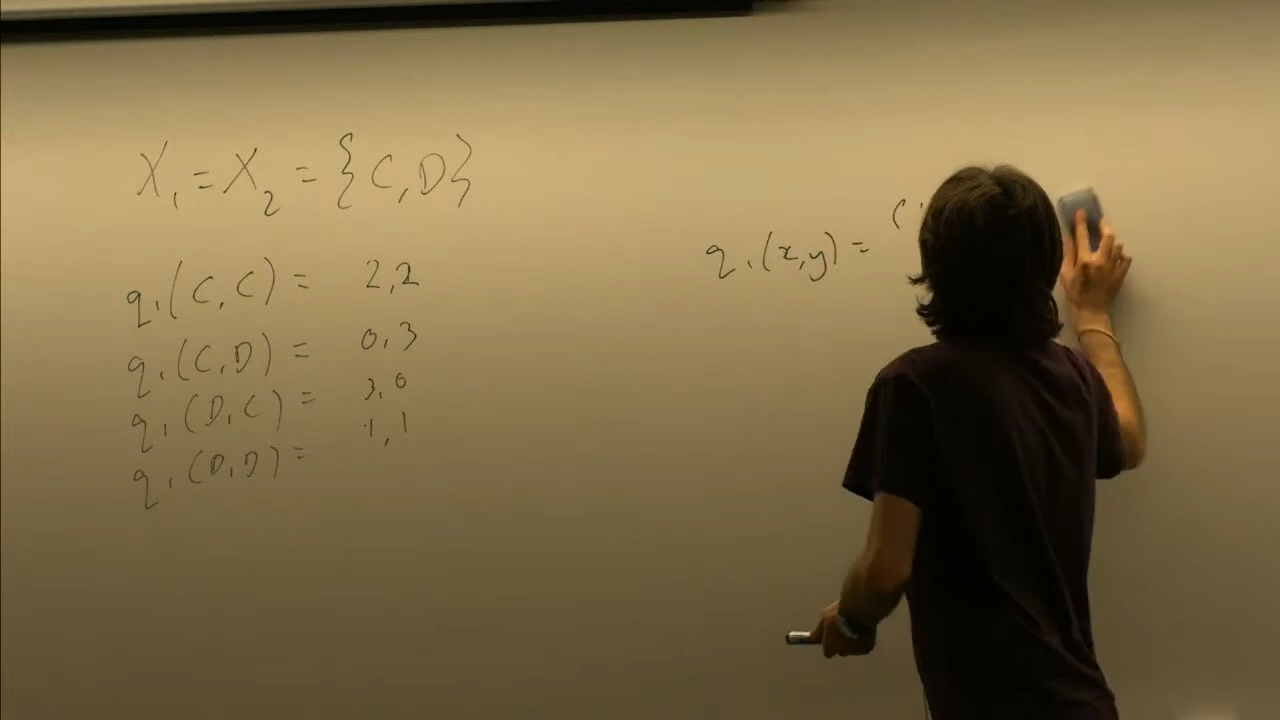 X₁ = X₂ = {C, D}
q₁(C, C) = 2, 2
q₁(C, D) = 0, 3
q₁(D, C) = 3, 0
q₁(D, D) = 1, 1
q₁(x, y) = (